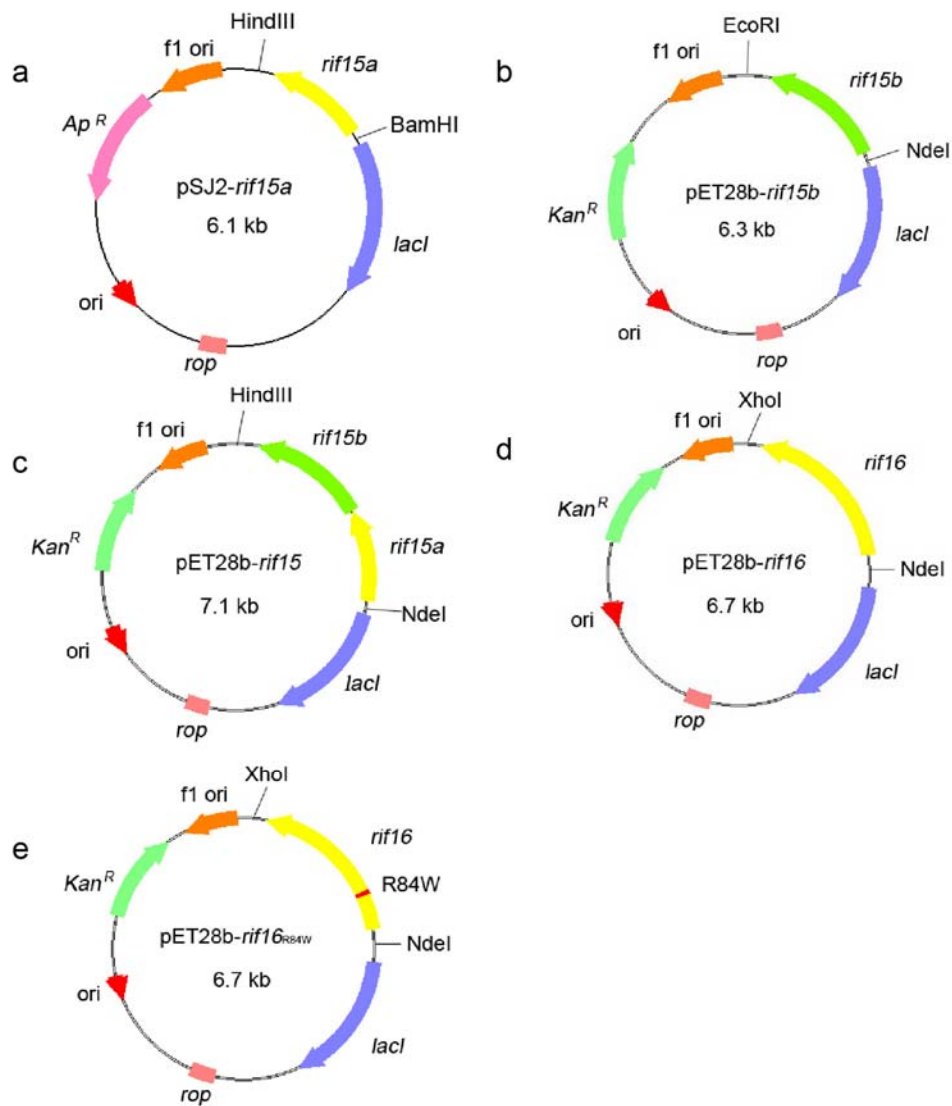 a
HindIII
f1 ori
rif15a
Ap R
BamHI
pSJ2-rif15a
6.1 kb
lacI
ori
rop
b
EcoRI
f1 ori
rif15b
NdeI
Kan R
pET28b-rif15b
6.3 kb
lacI
ori
rop
c
HindIII
f1 ori
rif15b
Kan R
rif15a
pET28b-rif15
7.1 kb
NdeI
ori
lacI
rop
d
XhoI
f1 ori
rif16
Kan R
pET28b-rif16
6.7 kb
NdeI
ori
lacI
rop
e
XhoI
f1 ori
rif16
R84W
Kan R
pET28b-rif16R84W
6.7 kb
NdeI
ori
lacI
rop